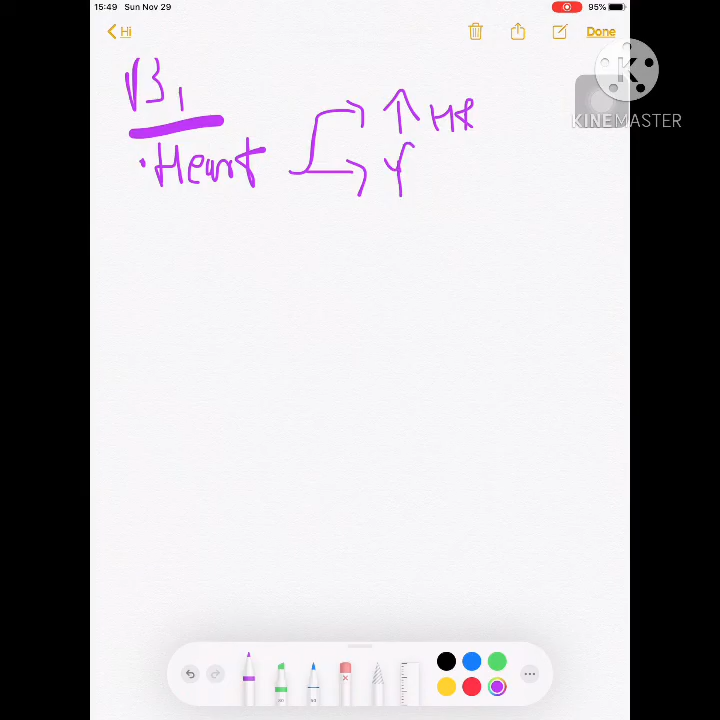 15:49 Sun Nov 29
95%
Hi
Done
K
KINEMASTER
B1
↑ HR
• Heart